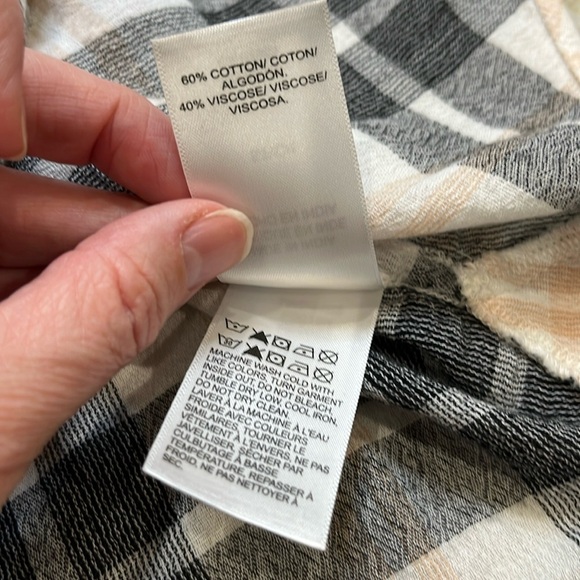 60% COTTON/ COTON/
ALGODÓN.
40% VISCOSE/ VISCOSE/
VISCOSA.
MACHINE WASH COLD WITH
LIKE COLORS, TURN GARMENT
INSIDE OUT, DO NOT BLEACH,
TUMBLE DRY LOW, COOL IRON,
DO NOT DRY CLEAN.
LAVER À LA MACHINE À L'EAU
FROIDE AVEC COULEURS
SIMILAIRES, TOURNER LE
VÊTEMENT À L'ENVERS, NE PAS
JAVELLISER, SÉCHER PAR
CULBUTAGE À BASSE
TEMPÉRATURE, REPASSER À
FROID, NE PAS NETTOYER À
SEC.